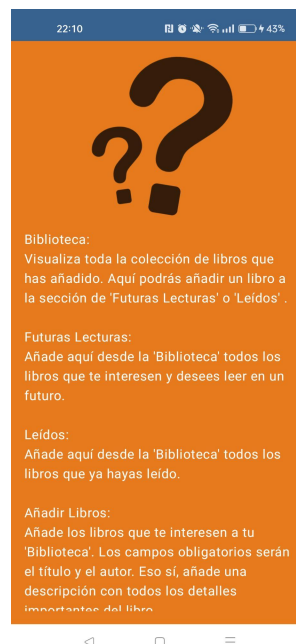 22:10
43%
Biblioteca:
Visualiza toda la colección de libros que
has añadido. Aquí podrás añadir un libro a
la sección de 'Futuras Lecturas' o 'Leídos' .
Futuras Lecturas:
Añade aquí desde la 'Biblioteca' todos los
libros que te interesen y desees leer en un
futuro.
Leídos:
Añade aquí desde la 'Biblioteca' todos los
libros que ya hayas leído.
Añadir Libros:
Añade los libros que te interesen a tu
'Biblioteca'. Los campos obligatorios serán
el título y el autor. Eso sí, añade una
descripción con todos los detalles
importantes del libro